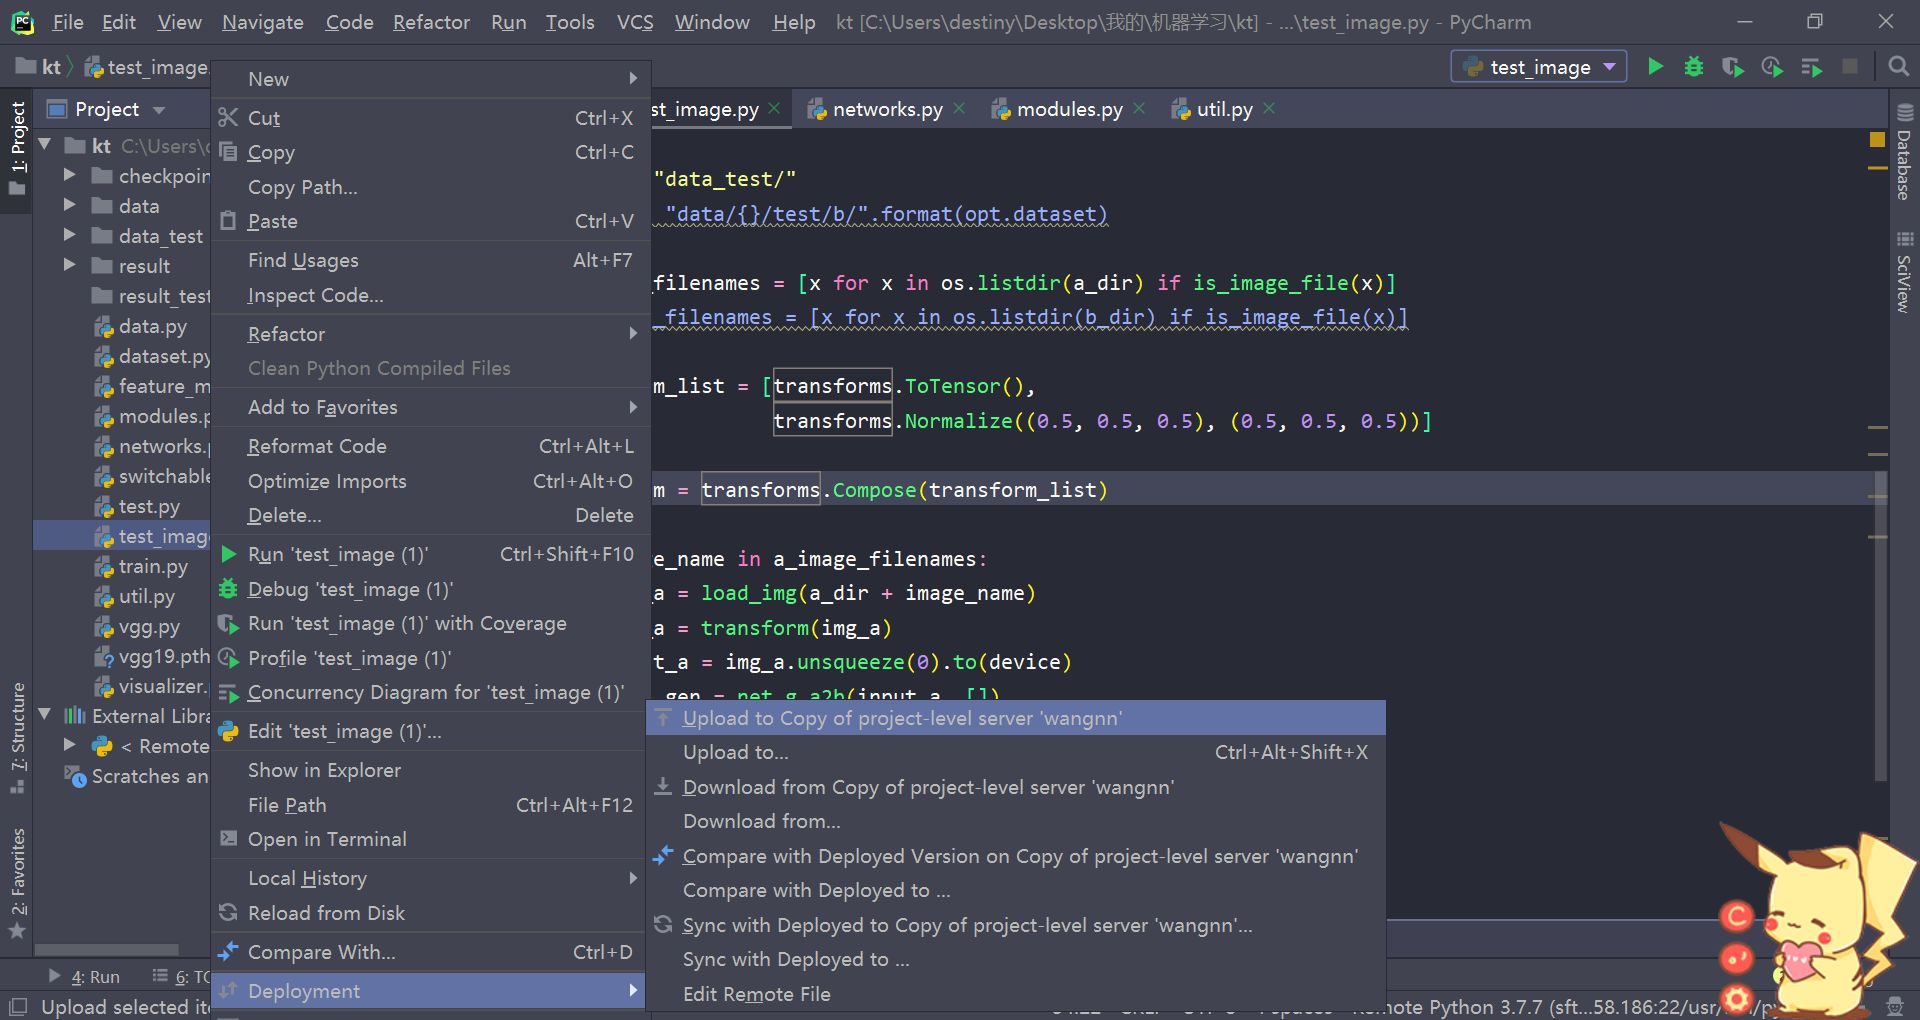 File Edit View Navigate Code Refactor Run Tools VCS Window Help kt [C:\Users\destiny\Desktop\我的\机器学习\kt] - ...\test_image.py - PyCharm
kt test_image.
test_image
Project
st_image.py networks.py modules.py util.py
1: Project
7: Structure
2: Favorites
kt C:\Users\
checkpoin
data
data_test
result
result_test
data.py
dataset.py
feature_m
modules.p
networks.p
switchable
test.py
test_imag
train.py
util.py
vgg.py
vgg19.pth
visualizer.
External Libra
< Remote
Scratches an
New
Cut Ctrl+X
Copy Ctrl+C
Copy Path...
Paste Ctrl+V
Find Usages Alt+F7
Inspect Code...
Refactor
Clean Python Compiled Files
Add to Favorites
Reformat Code Ctrl+Alt+L
Optimize Imports Ctrl+Alt+O
Delete... Delete
Run 'test_image (1)' Ctrl+Shift+F10
Debug 'test_image (1)'
Run 'test_image (1)' with Coverage
Profile 'test_image (1)'
Concurrency Diagram for 'test_image (1)'
Edit 'test_image (1)'...
Show in Explorer
File Path Ctrl+Alt+F12
Open in Terminal
Local History
Reload from Disk
Compare With... Ctrl+D
Deployment
"data_test/"
"data/{}/test/b/".format(opt.dataset)
_filenames = [x for x in os.listdir(a_dir) if is_image_file(x)]
_filenames = [x for x in os.listdir(b_dir) if is_image_file(x)]
m_list = [transforms.ToTensor(),
transforms.Normalize((0.5, 0.5, 0.5), (0.5, 0.5, 0.5))]
m = transforms.Compose(transform_list)
e_name in a_image_filenames:
_a = load_img(a_dir + image_name)
_a = transform(img_a)
t_a = img_a.unsqueeze(0).to(device)
gen = net_g_a2b(input_a, [])
Upload to Copy of project-level server 'wangnn'
Upload to... Ctrl+Alt+Shift+X
Download from Copy of project-level server 'wangnn'
Download from...
Compare with Deployed Version on Copy of project-level server 'wangnn'
Compare with Deployed to ...
Sync with Deployed to Copy of project-level server 'wangnn'...
Sync with Deployed to ...
Edit Remote File
Database
SciView
4: Run 6: TO
Upload selected ite
mote Python 3.7.7 (sft...58.186:22/usr/